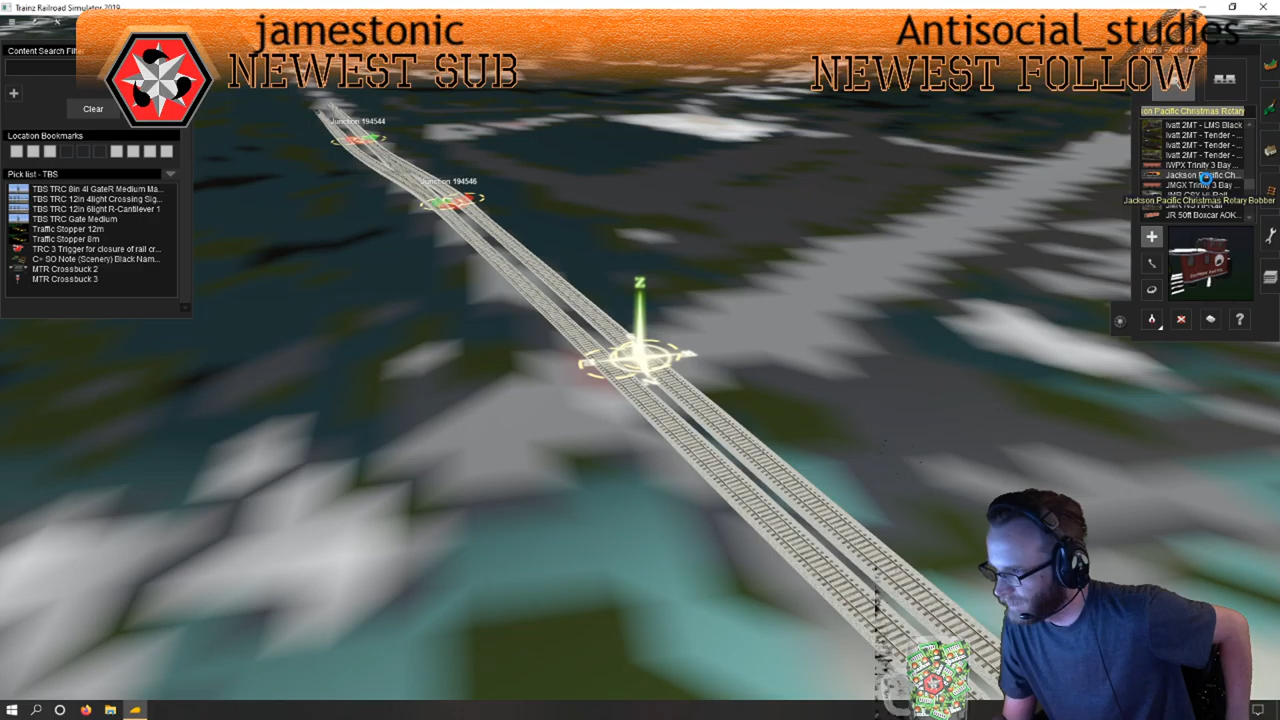 Trainz Railroad Simulator 2019
jamestonic
Antisocial_studies
NEWEST SUB
NEWEST FOLLOW
Content Search Filt
Clear
Location Bookmarks
Pick list - TBS
TBS TRC 8in 4l GateR Medium Ma...
TBS TRC 12in 4light Crossing Sig...
TBS TRC 12in 6light R-Cantilever 1
TBS TRC Gate Medium
Traffic Stopper 12m
Traffic Stopper 8m
TRC 3 Trigger for closure of rail cr...
C= SO Note (Scenery) Black Nam...
MTR Crossbuck 2
MTR Crossbuck 3
Junction 194544
Junction 194546
Z
on Pacific Christmas Rotary
Ivatt 2MT - LMS Black
Ivatt 2MT - Tender - ...
Ivatt 2MT - Tender - ...
Ivatt 2MT - Tender - ...
IWPX Trinity 3 Bay ...
Jackson Pacific Ch...
JMGX Trinity 3 Bay ...
Jackson Pacific Christmas Rotary Bobber
JR 50ft Boxcar AOK...